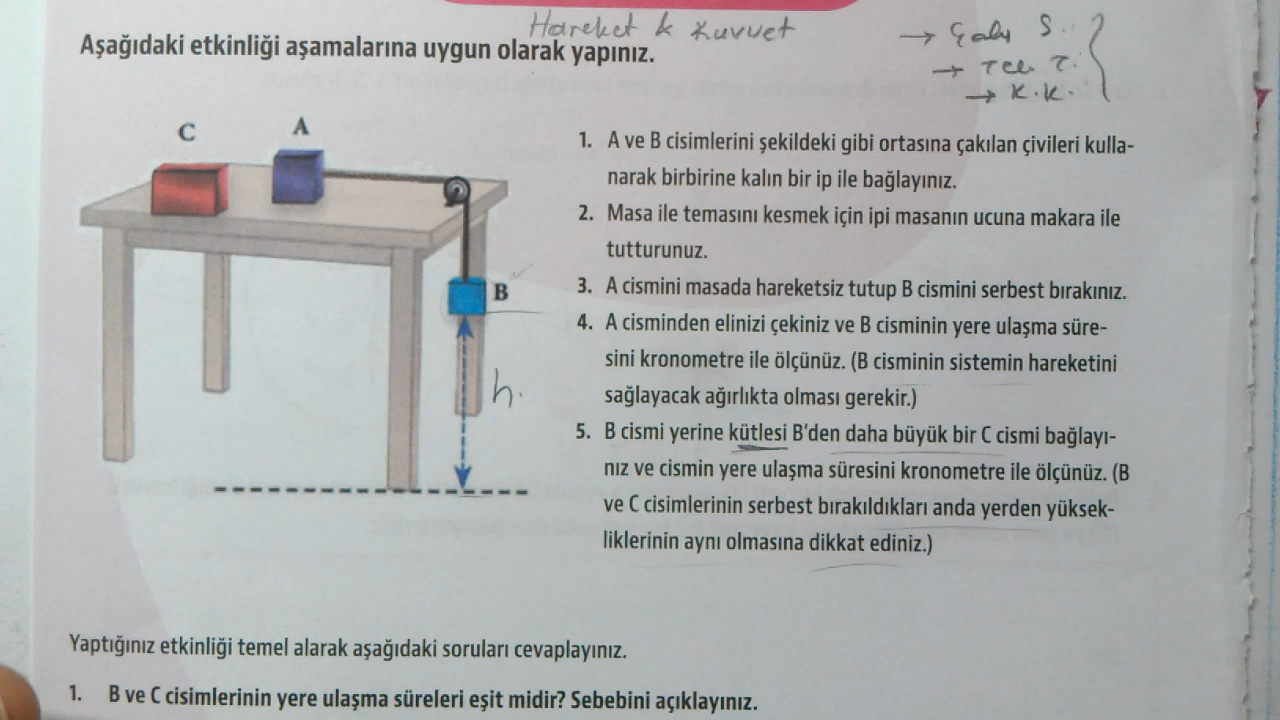 Hareket & Kuvvet
Aşağıdaki etkinliği aşamalarına uygun olarak yapınız.
→ S.
→ T.
→ K.K.
C
A
B
h.
1. A ve B cisimlerini şekildeki gibi ortasına çakılan çivileri kulla-
narak birbirine kalın bir ip ile bağlayınız.
2. Masa ile temasını kesmek için ipi masanın ucuna makara ile
tutturunuz.
3. A cismini masada hareketsiz tutup B cismini serbest bırakınız.
4. A cisminden elinizi çekiniz ve B cisminin yere ulaşma süre-
sini kronometre ile ölçünüz. (B cisminin sistemin hareketini
sağlayacak ağırlıkta olması gerekir.)
5. B cismi yerine kütlesi B'den daha büyük bir C cismi bağlayı-
nız ve cismin yere ulaşma süresini kronometre ile ölçünüz. (B
ve C cisimlerinin serbest bırakıldıkları anda yerden yüksek-
liklerinin aynı olmasına dikkat ediniz.)
Yaptığınız etkinliği temel alarak aşağıdaki soruları cevaplayınız.
1. B ve C cisimlerinin yere ulaşma süreleri eşit midir? Sebebini açıklayınız.